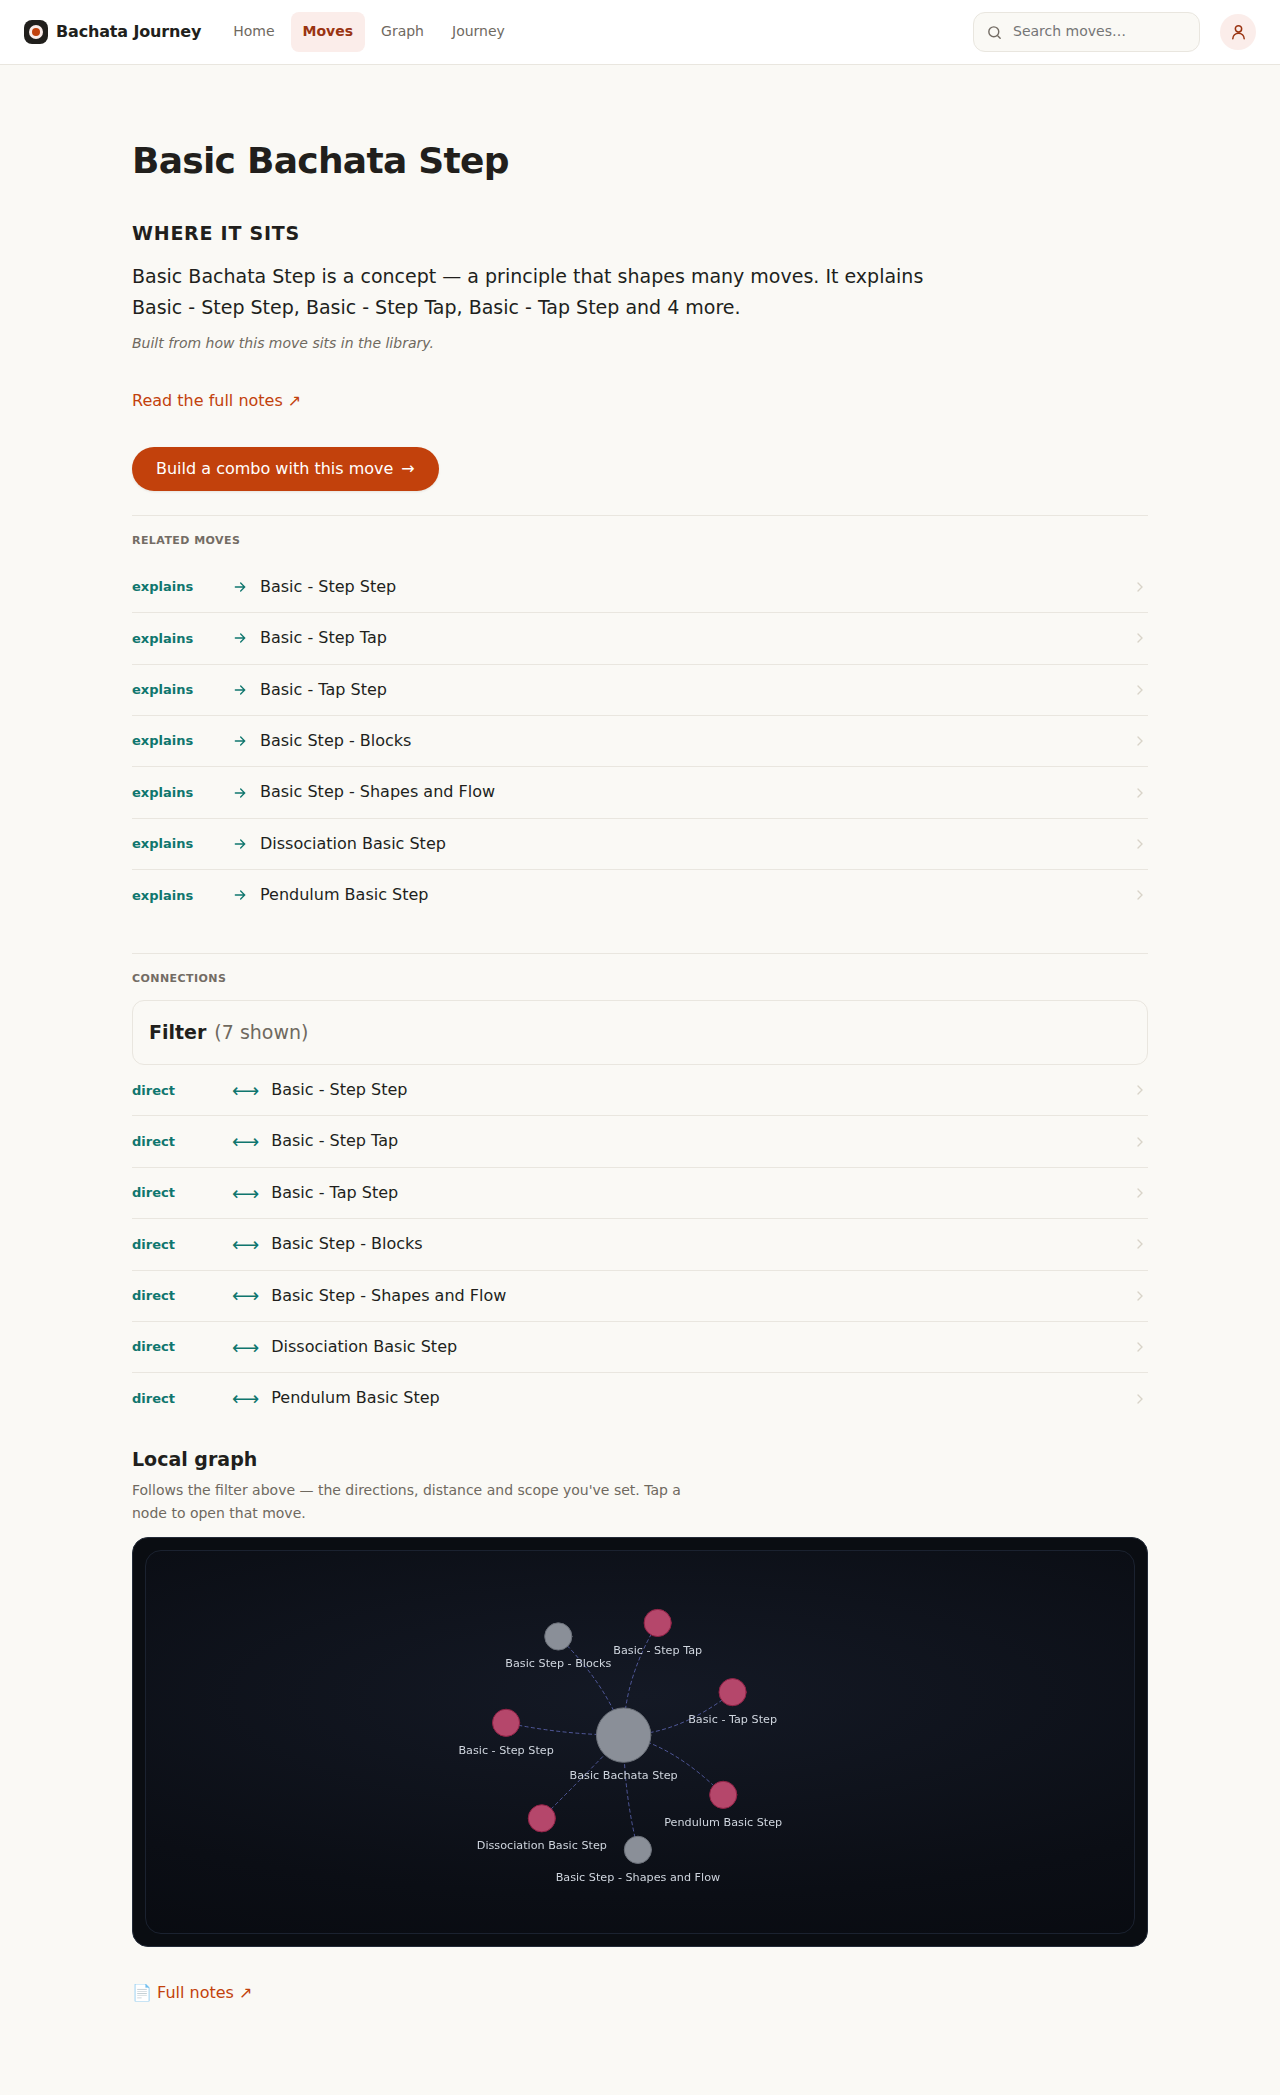 Bachata Journey
Home
Moves
Graph
Journey
Search moves...
Basic Bachata Step
WHERE IT SITS
Basic Bachata Step is a concept — a principle that shapes many moves. It explains
Basic - Step Step, Basic - Step Tap, Basic - Tap Step and 4 more.
Built from how this move sits in the library.
Read the full notes ↗
Build a combo with this move →
RELATED MOVES
explains → Basic - Step Step
explains → Basic - Step Tap
explains → Basic - Tap Step
explains → Basic Step - Blocks
explains → Basic Step - Shapes and Flow
explains → Dissociation Basic Step
explains → Pendulum Basic Step
CONNECTIONS
Filter (7 shown)
direct ⟷ Basic - Step Step
direct ⟷ Basic - Step Tap
direct ⟷ Basic - Tap Step
direct ⟷ Basic Step - Blocks
direct ⟷ Basic Step - Shapes and Flow
direct ⟷ Dissociation Basic Step
direct ⟷ Pendulum Basic Step
Local graph
Follows the filter above — the directions, distance and scope you've set. Tap a
node to open that move.
Basic - Step Tap
Basic Step - Blocks
Basic - Tap Step
Basic - Step Step
Basic Bachata Step
Pendulum Basic Step
Dissociation Basic Step
Basic Step - Shapes and Flow
📄 Full notes ↗